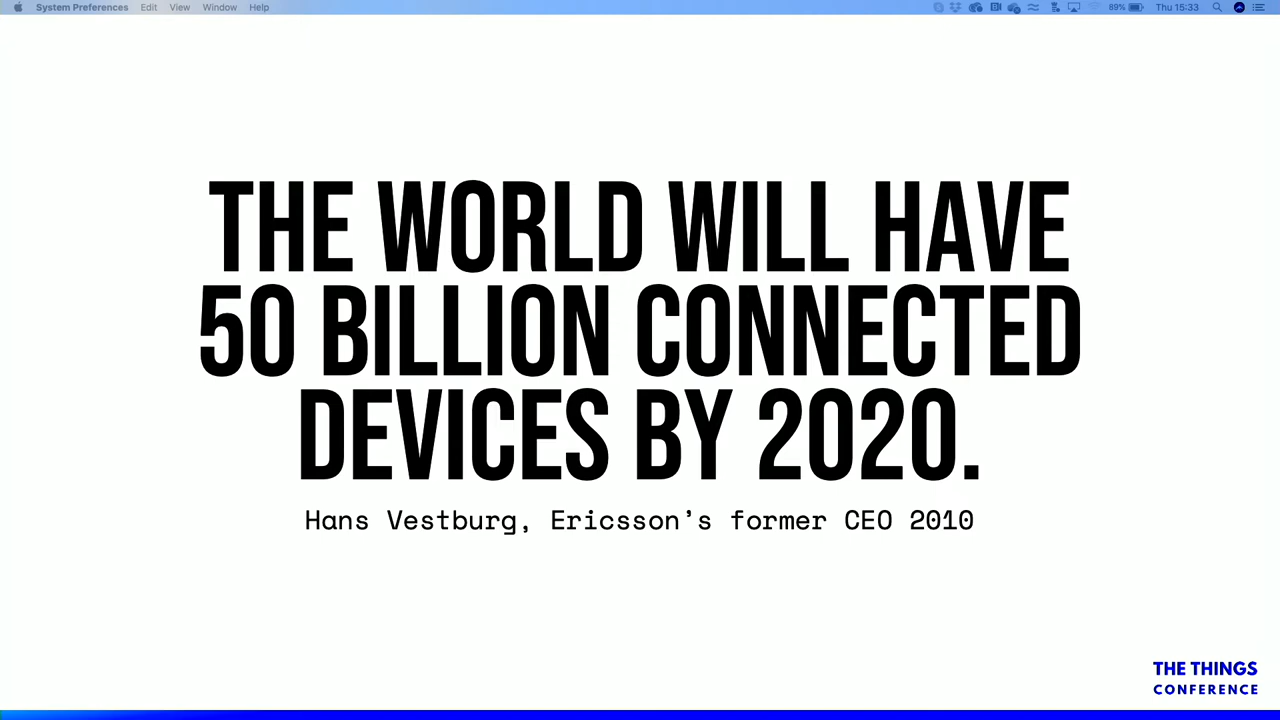 System Preferences Edit View Window Help 89% Thu 15:33
THE WORLD WILL HAVE
50 BILLION CONNECTED
DEVICES BY 2020.
Hans Vestburg, Ericsson's former CEO 2010
THE THINGS
CONFERENCE